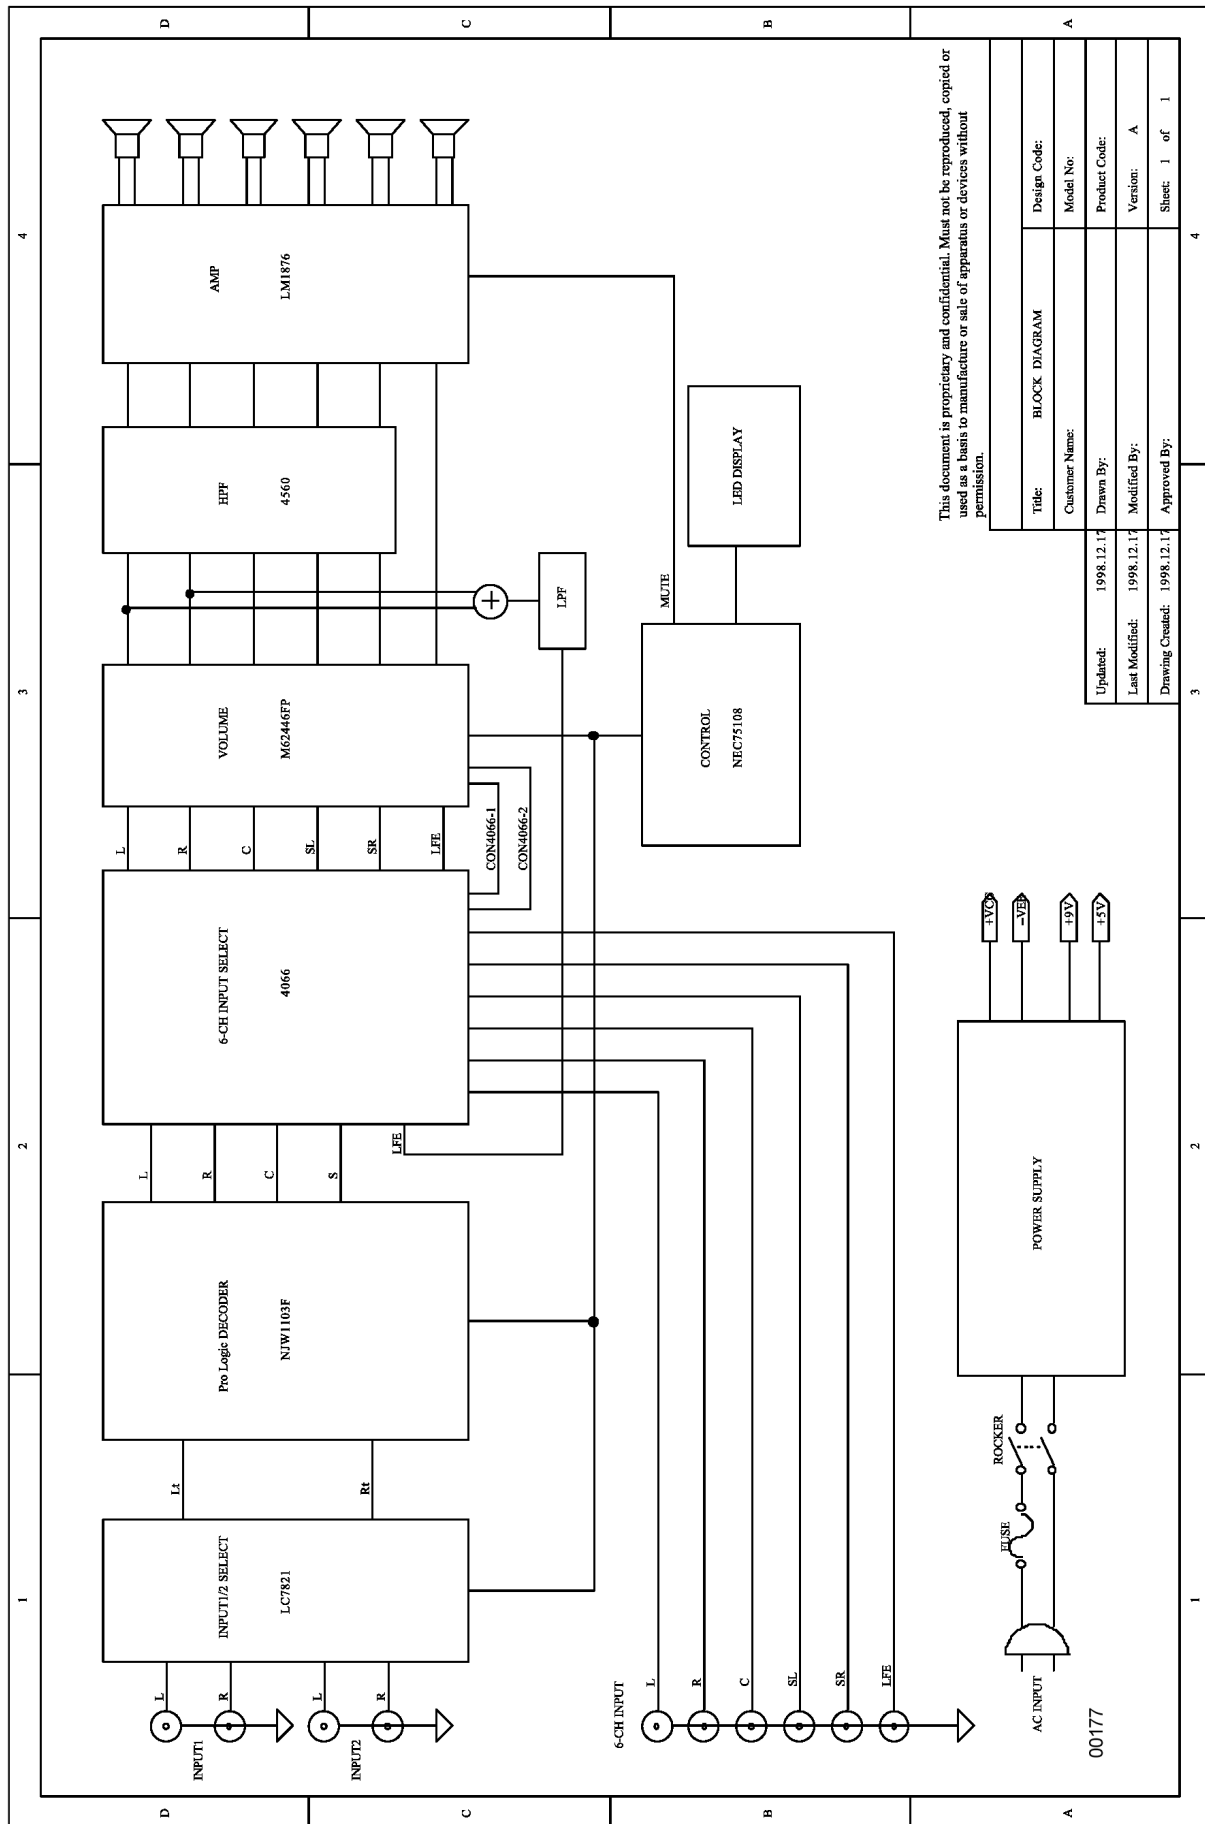 D
C
B
A
4
3
2
1
4
3
2
1
D
C
B
A
INPUT1
L
R
INPUT2
L
R
INPUT1/2 SELECT
LC7821
Lt
Rt
Pro Logic DECODER
NJW1103F
L
R
C
S
LFE
6-CH INPUT SELECT
4066
L
R
C
SL
SR
LFE
CON4066-1
CON4066-2
VOLUME
M62446FP
LPF
HPF
4560
AMP
LM1876
MUTE
CONTROL
NEC75108
LED DISPLAY
6-CH INPUT
L
R
C
SL
SR
LFE
AC INPUT
FUSE
ROCKER
POWER SUPPLY
+VCC
-VEE
+9V
+5V
00177
This document is proprietary and confidential. Must not be reproduced, copied or
used as a basis to manufacture or sale of apparatus or devices without
permission.
Title: BLOCK DIAGRAM Design Code:
Customer Name: Model No:
Updated: 1998.12.17 Drawn By: Product Code:
Last Modified: 1998.12.17 Modified By: Version: A
Drawing Created: 1998.12.17 Approved By: Sheet: 1 of 1